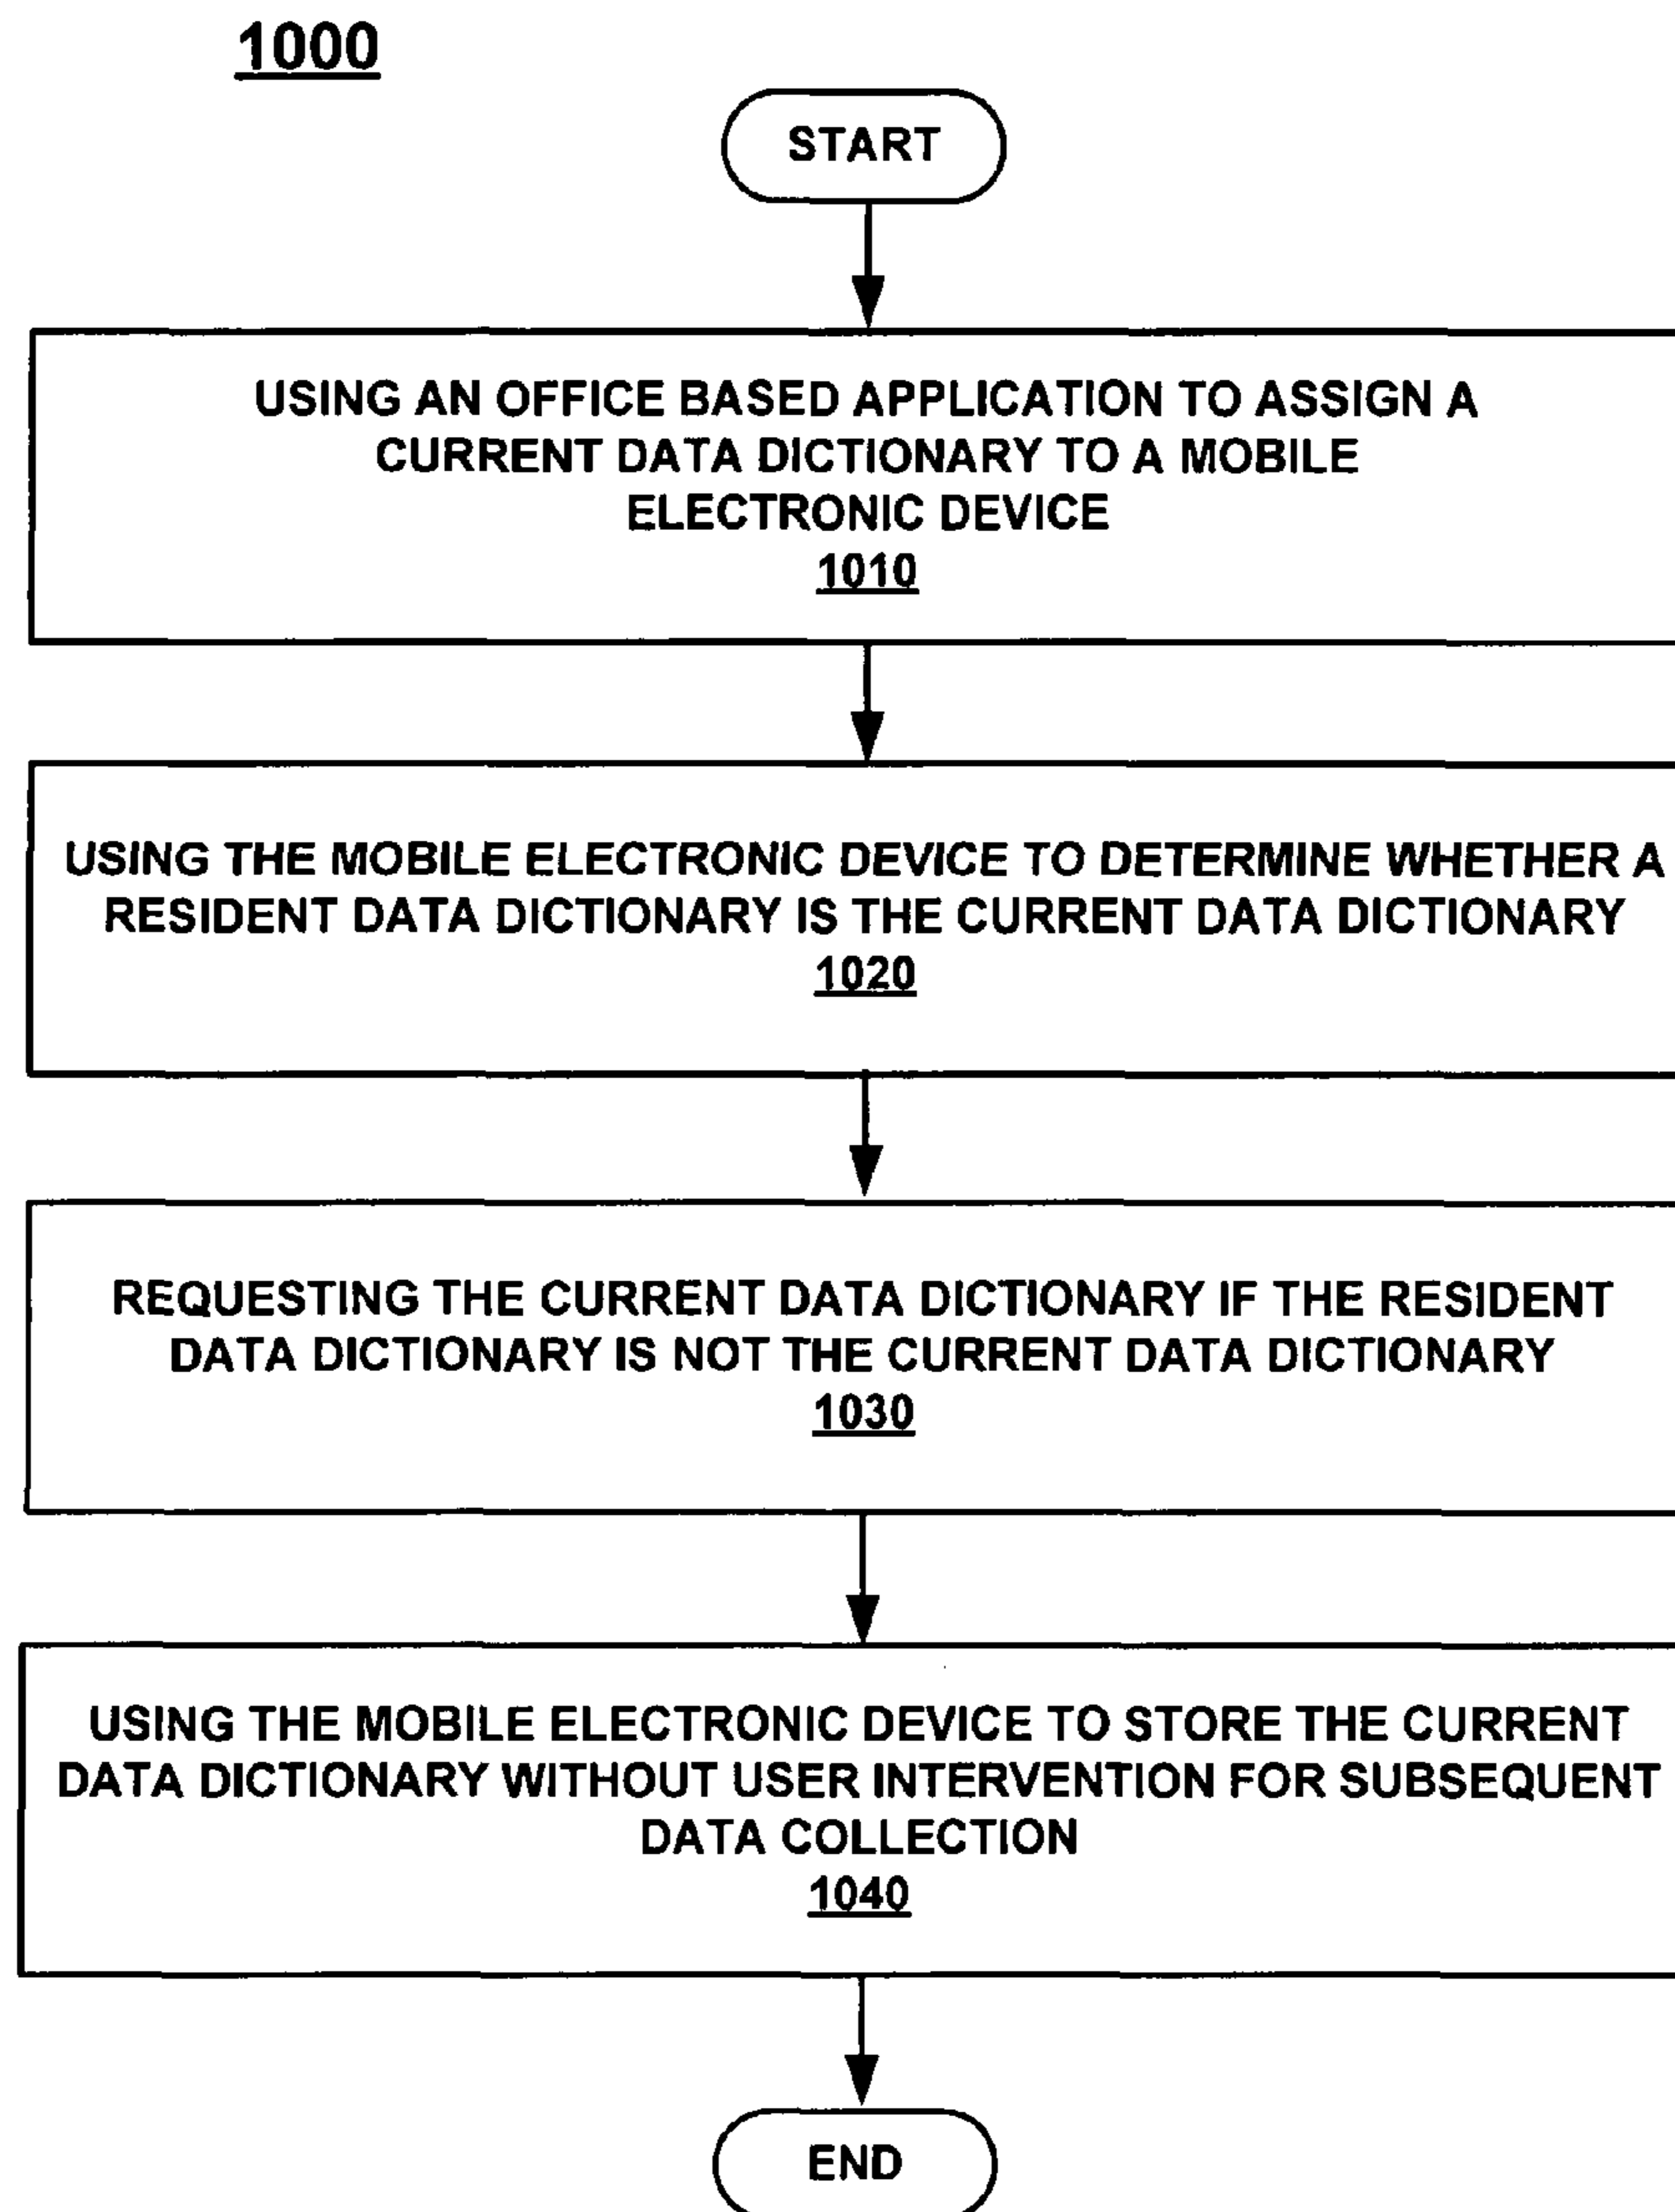 1000
START
USING AN OFFICE BASED APPLICATION TO ASSIGN A
CURRENT DATA DICTIONARY TO A MOBILE
ELECTRONIC DEVICE
1010
USING THE MOBILE ELECTRONIC DEVICE TO DETERMINE WHETHER A
RESIDENT DATA DICTIONARY IS THE CURRENT DATA DICTIONARY
1020
REQUESTING THE CURRENT DATA DICTIONARY IF THE RESIDENT
DATA DICTIONARY IS NOT THE CURRENT DATA DICTIONARY
1030
USING THE MOBILE ELECTRONIC DEVICE TO STORE THE CURRENT
DATA DICTIONARY WITHOUT USER INTERVENTION FOR SUBSEQUENT
DATA COLLECTION
1040
END